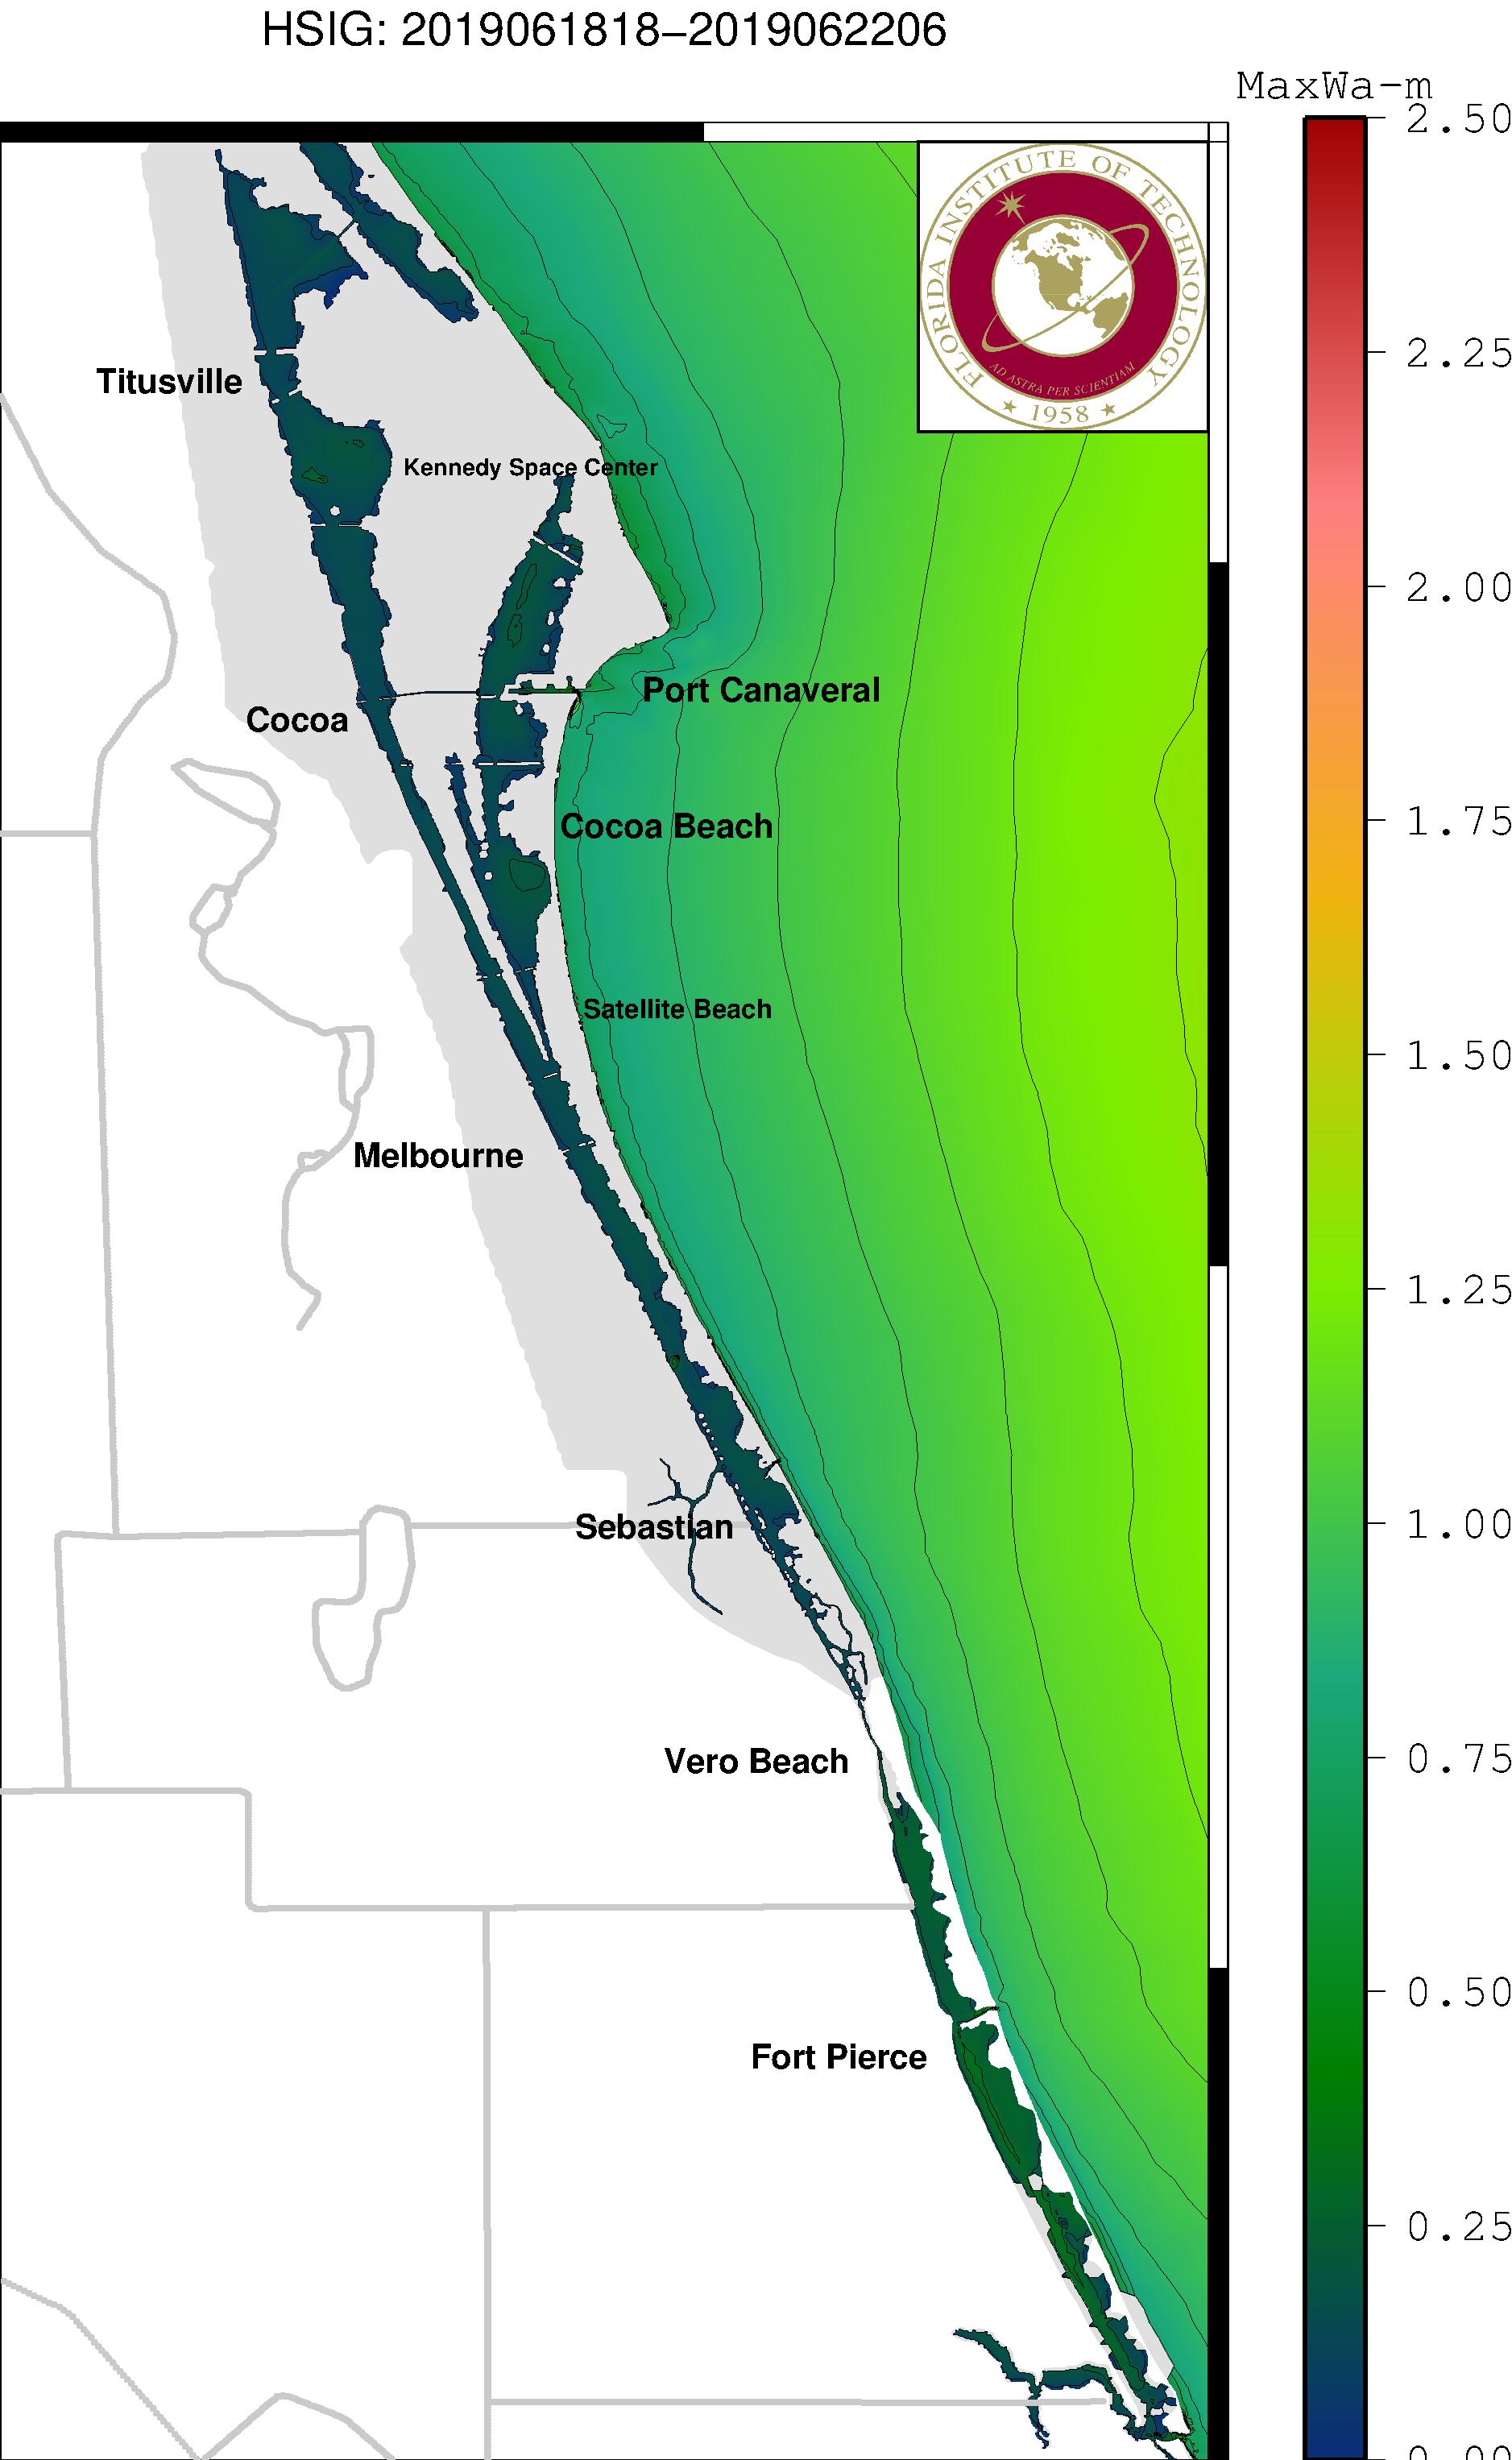 HSIG: 2019061818–2019062206
MaxWa-m
2.50
2.25
2.00
1.75
1.50
1.25
1.00
0.75
0.50
0.25
0.00
FLORIDA INSTITUTE OF TECHNOLOGY
AD ASTRA PER SCIENTIAM
★ 1958 ★
Titusville
Kennedy Space Center
Port Canaveral
Cocoa
Cocoa Beach
Satellite Beach
Melbourne
Sebastian
Vero Beach
Fort Pierce